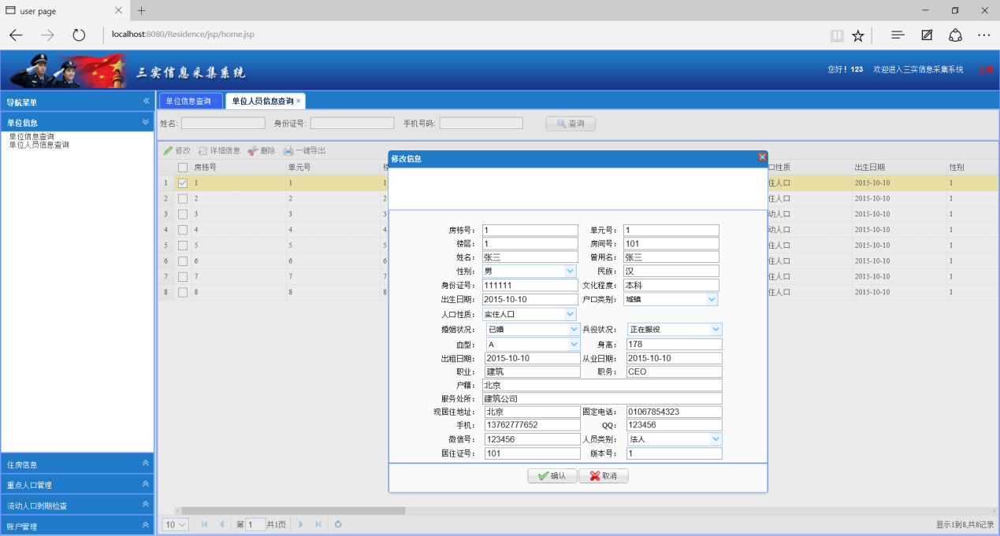 user page
localhost:8080/Residence/jsp/home.jsp
三实信息采集系统
您好！123 欢迎进入三实信息采集系统 注销
导航菜单
单位信息
单位信息查询
单位人员信息查询
住房信息
重点人口管理
流动人口到期检查
账户管理
单位信息查询 单位人员信息查询
姓名: 身份证号: 手机号码: 查询
修改 详细信息 删除 一键导出
房栋号 单元号 口性质 出生日期 性别
1 1 1 1 住人口 2015-10-10 1
2 2 2 2 住人口 2015-10-10 1
3 3 3 3 动人口 2015-10-10 1
4 4 4 4 动人口 2015-10-10 1
5 5 5 5 住人口 2015-10-10 1
6 6 6 6 住人口 2015-10-10 1
7 7 7 7 住人口 2015-10-10 1
8 8 8 8 住人口 2015-10-10 1
修改信息
房栋号： 1 单元号： 1
楼层： 1 房间号： 101
姓名： 张三 曾用名： 张三
性别： 男 民族： 汉
身份证号： 111111 文化程度： 本科
出生日期： 2015-10-10 户口类别： 城镇
人口性质： 实住人口
婚姻状况： 已婚 兵役状况： 正在服役
血型： A 身高： 178
出租日期： 2015-10-10 从业日期： 2015-10-10
职业： 建筑 职务： CEO
户籍： 北京
服务处所： 建筑公司
现居住地址： 北京 固定电话： 01067854323
手机： 13762777652 QQ： 123456
微信号： 123456 人员类别： 法人
居住证号： 101 版本号： 1
确认 取消
10 第 1 共1页 显示1到8,共8记录